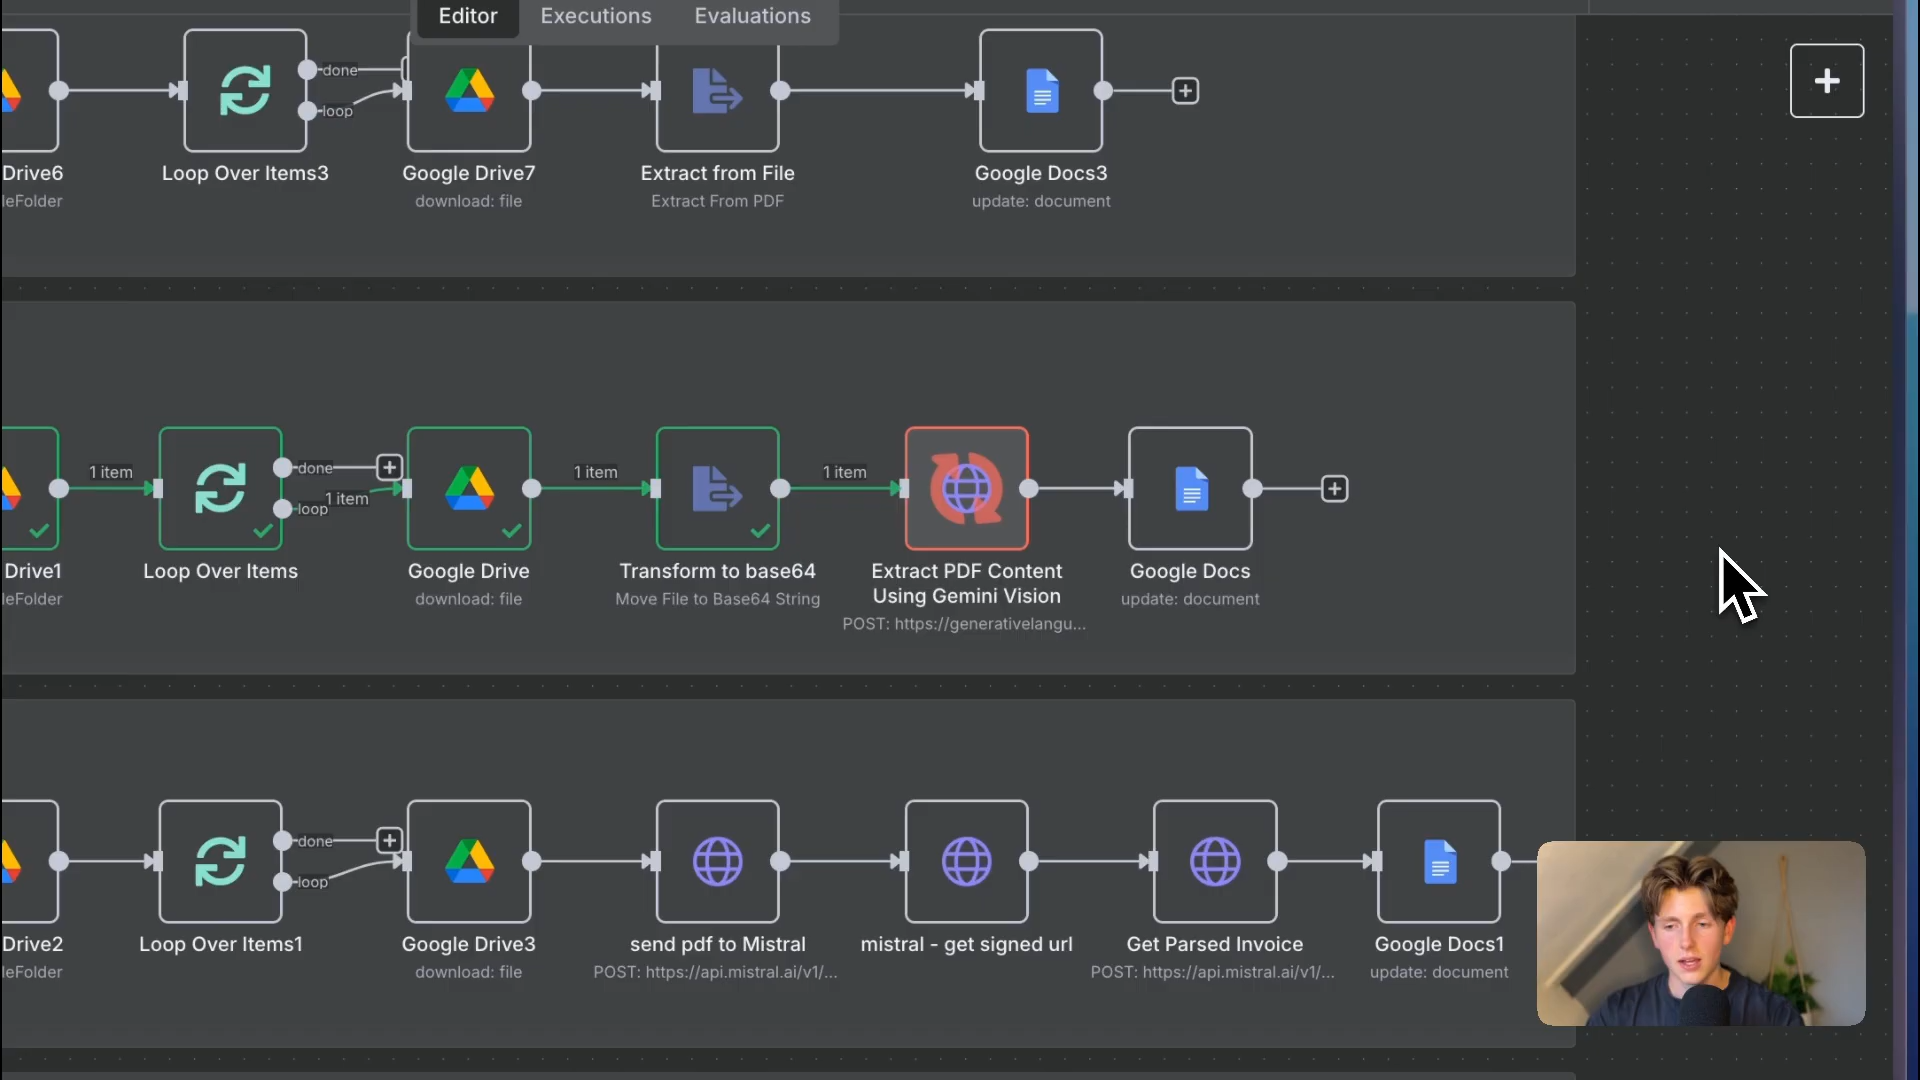 Editor Executions Evaluations
done
loop
Drive6
Loop Over Items3
Google Drive7
Extract from File
Google Docs3
leFolder
download: file
Extract From PDF
update: document
1 item
done
loop
1 item
1 item
1 item
Drive1
Loop Over Items
Google Drive
Transform to base64
Extract PDF Content
Using Gemini Vision
Google Docs
leFolder
download: file
Move File to Base64 String
POST: https://generativelangu...
update: document
done
loop
Drive2
Loop Over Items1
Google Drive3
send pdf to Mistral
mistral - get signed url
Get Parsed Invoice
Google Docs1
leFolder
download: file
POST: https://api.mistral.ai/v1/...
POST: https://api.mistral.ai/v1/...
update: document